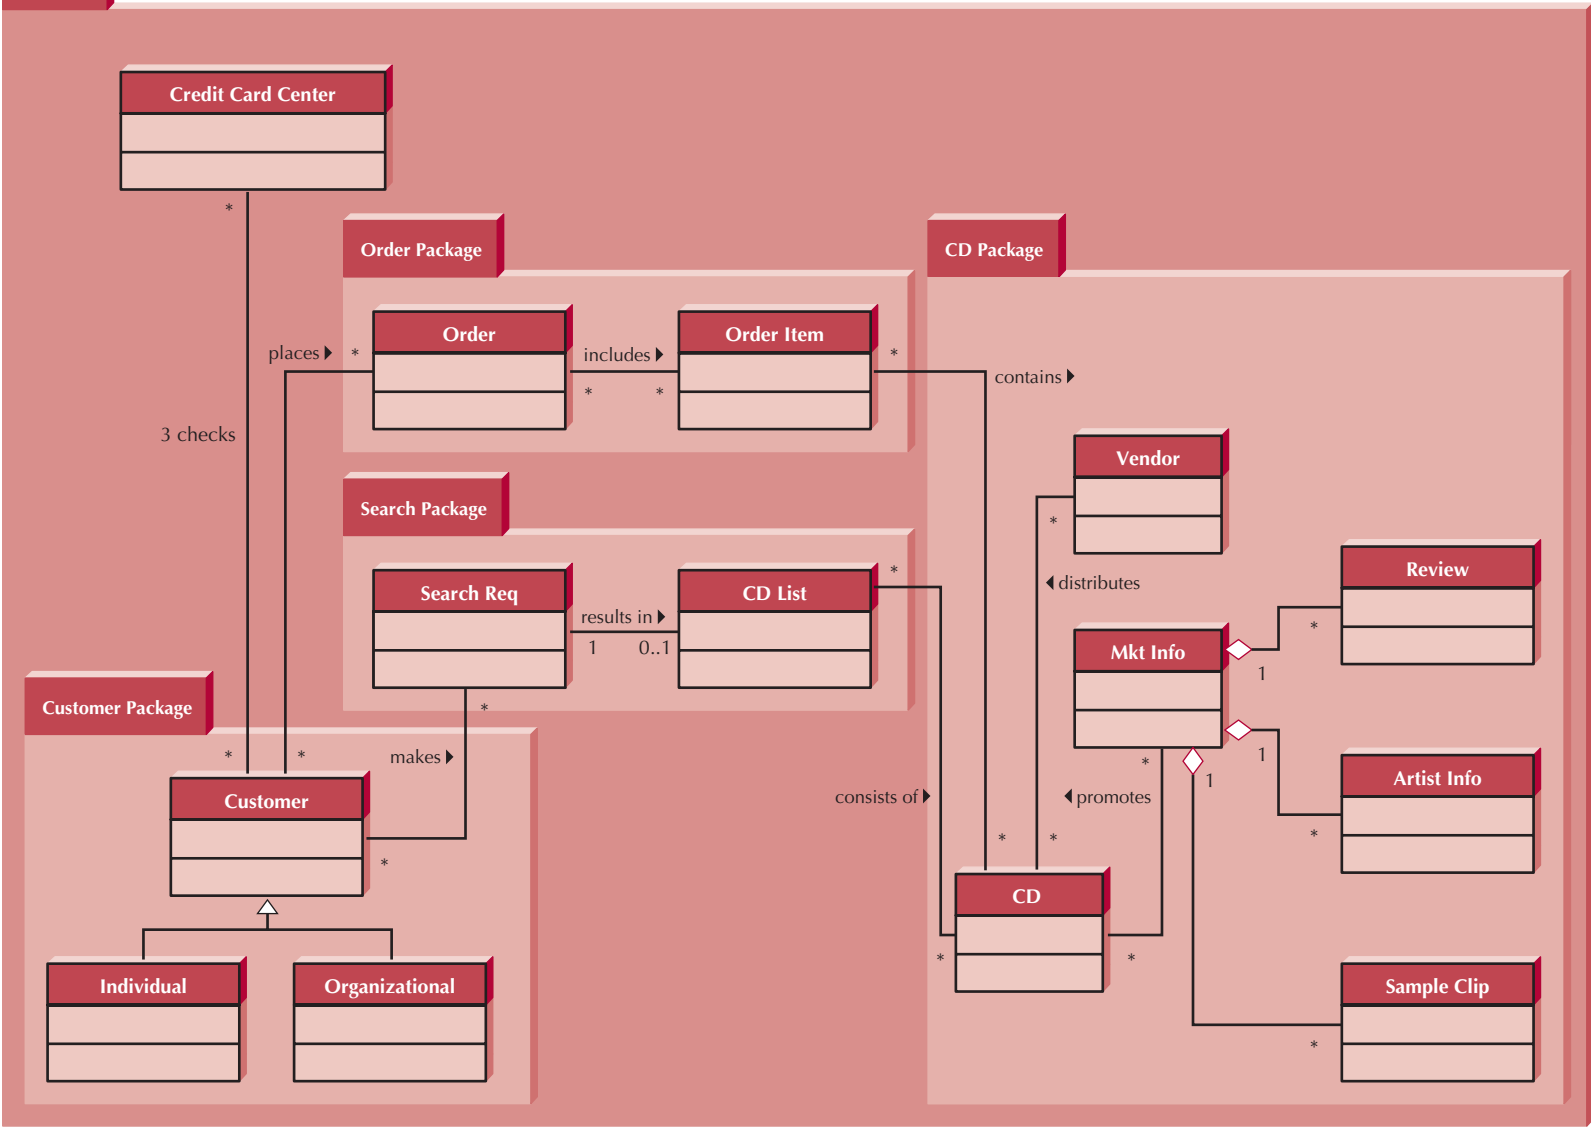 Credit Card Center
*
Order Package
CD Package
Order
Order Item
places
*
includes
*
contains
*
*
3 checks
Vendor
*
Search Package
distributes
Search Req
CD List
*
results in
1
0..1
Review
*
Mkt Info
1
Customer Package
*
makes
*
*
*
1
1
consists of
promotes
Artist Info
*
Customer
*
*
*
CD
*
*
Individual
Organizational
Sample Clip
*